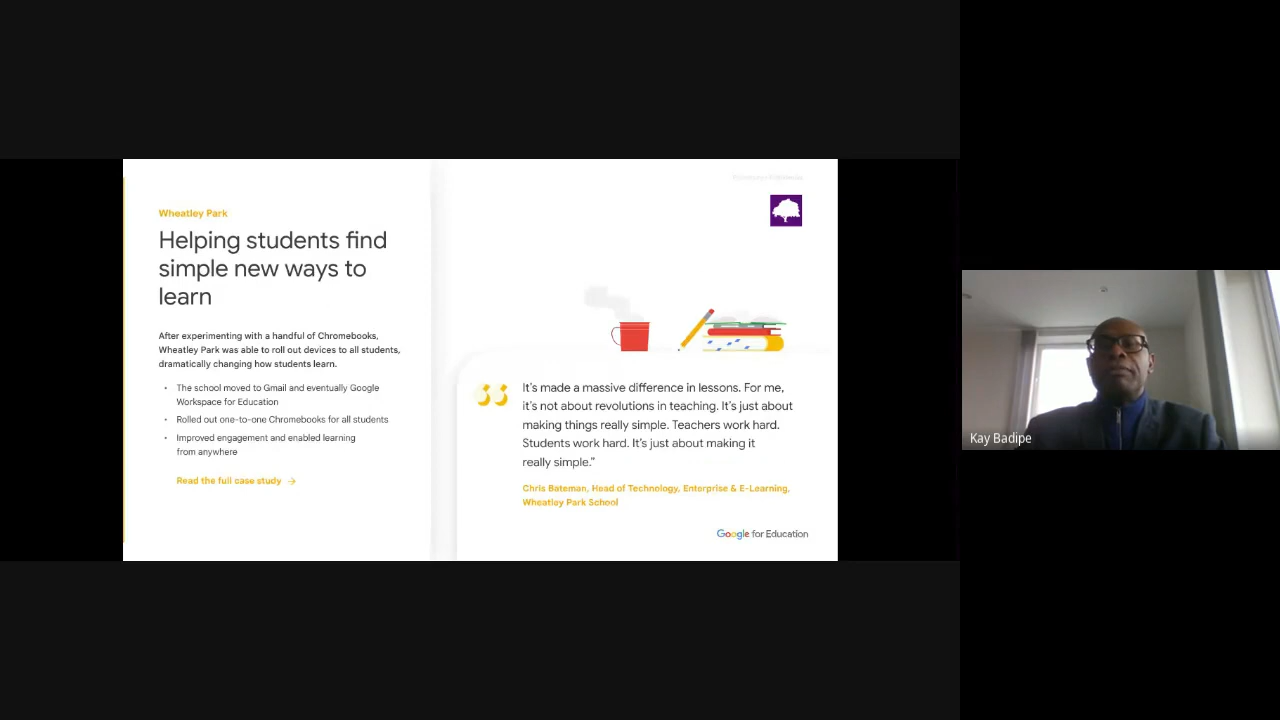 Wheatley Park
Helping students find
simple new ways to
learn
After experimenting with a handful of Chromebooks,
Wheatley Park was able to roll out devices to all students,
dramatically changing how students learn.
• The school moved to Gmail and eventually Google
Workspace for Education
• Rolled out one-to-one Chromebooks for all students
• Improved engagement and enabled learning
from anywhere
Read the full case study →
It's made a massive difference in lessons. For me,
it's not about revolutions in teaching. It's just about
making things really simple. Teachers work hard.
Students work hard. It's just about making it
really simple.”
Chris Bateman, Head of Technology, Enterprise & E-Learning,
Wheatley Park School
Google for Education
Kay Badipe